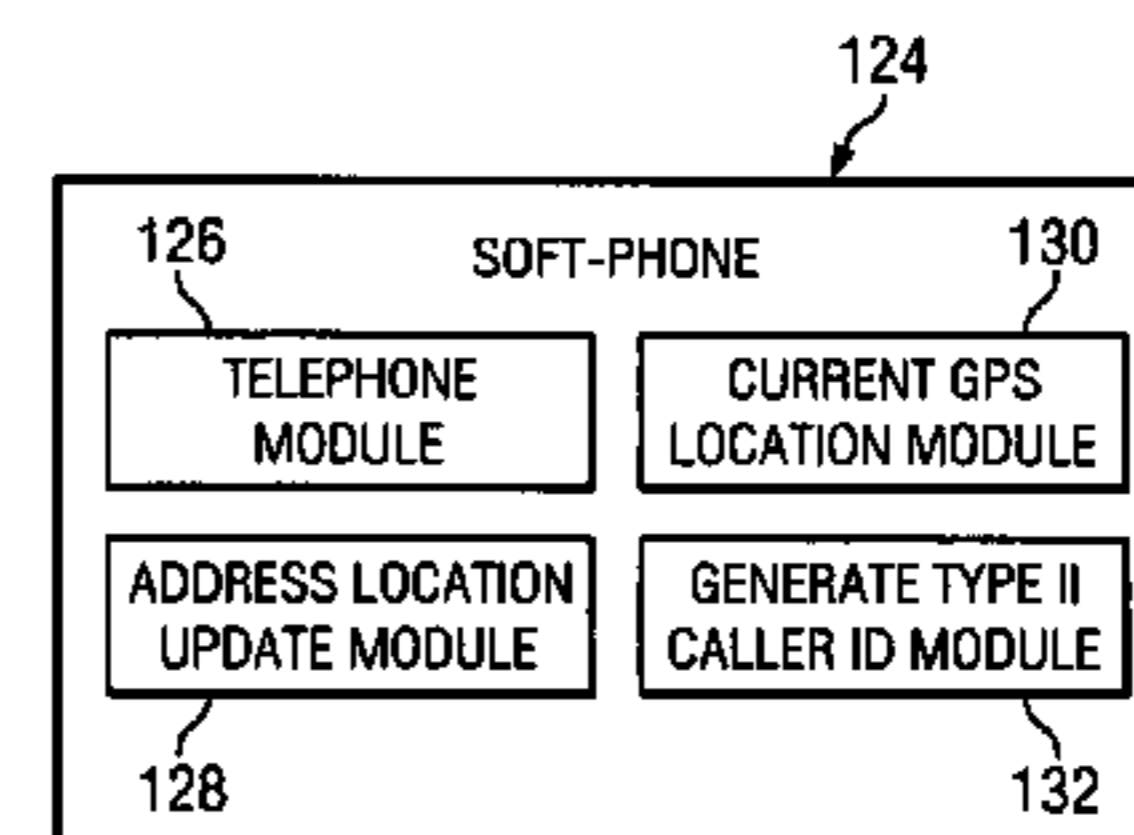 124
SOFT-PHONE
126
130
TELEPHONE
MODULE
CURRENT GPS
LOCATION MODULE
ADDRESS LOCATION
UPDATE MODULE
GENERATE TYPE II
CALLER ID MODULE
128
132